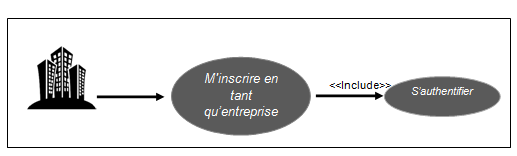 M'inscrire en
tant
qu'entreprise
<<Include>>
S'authentifier